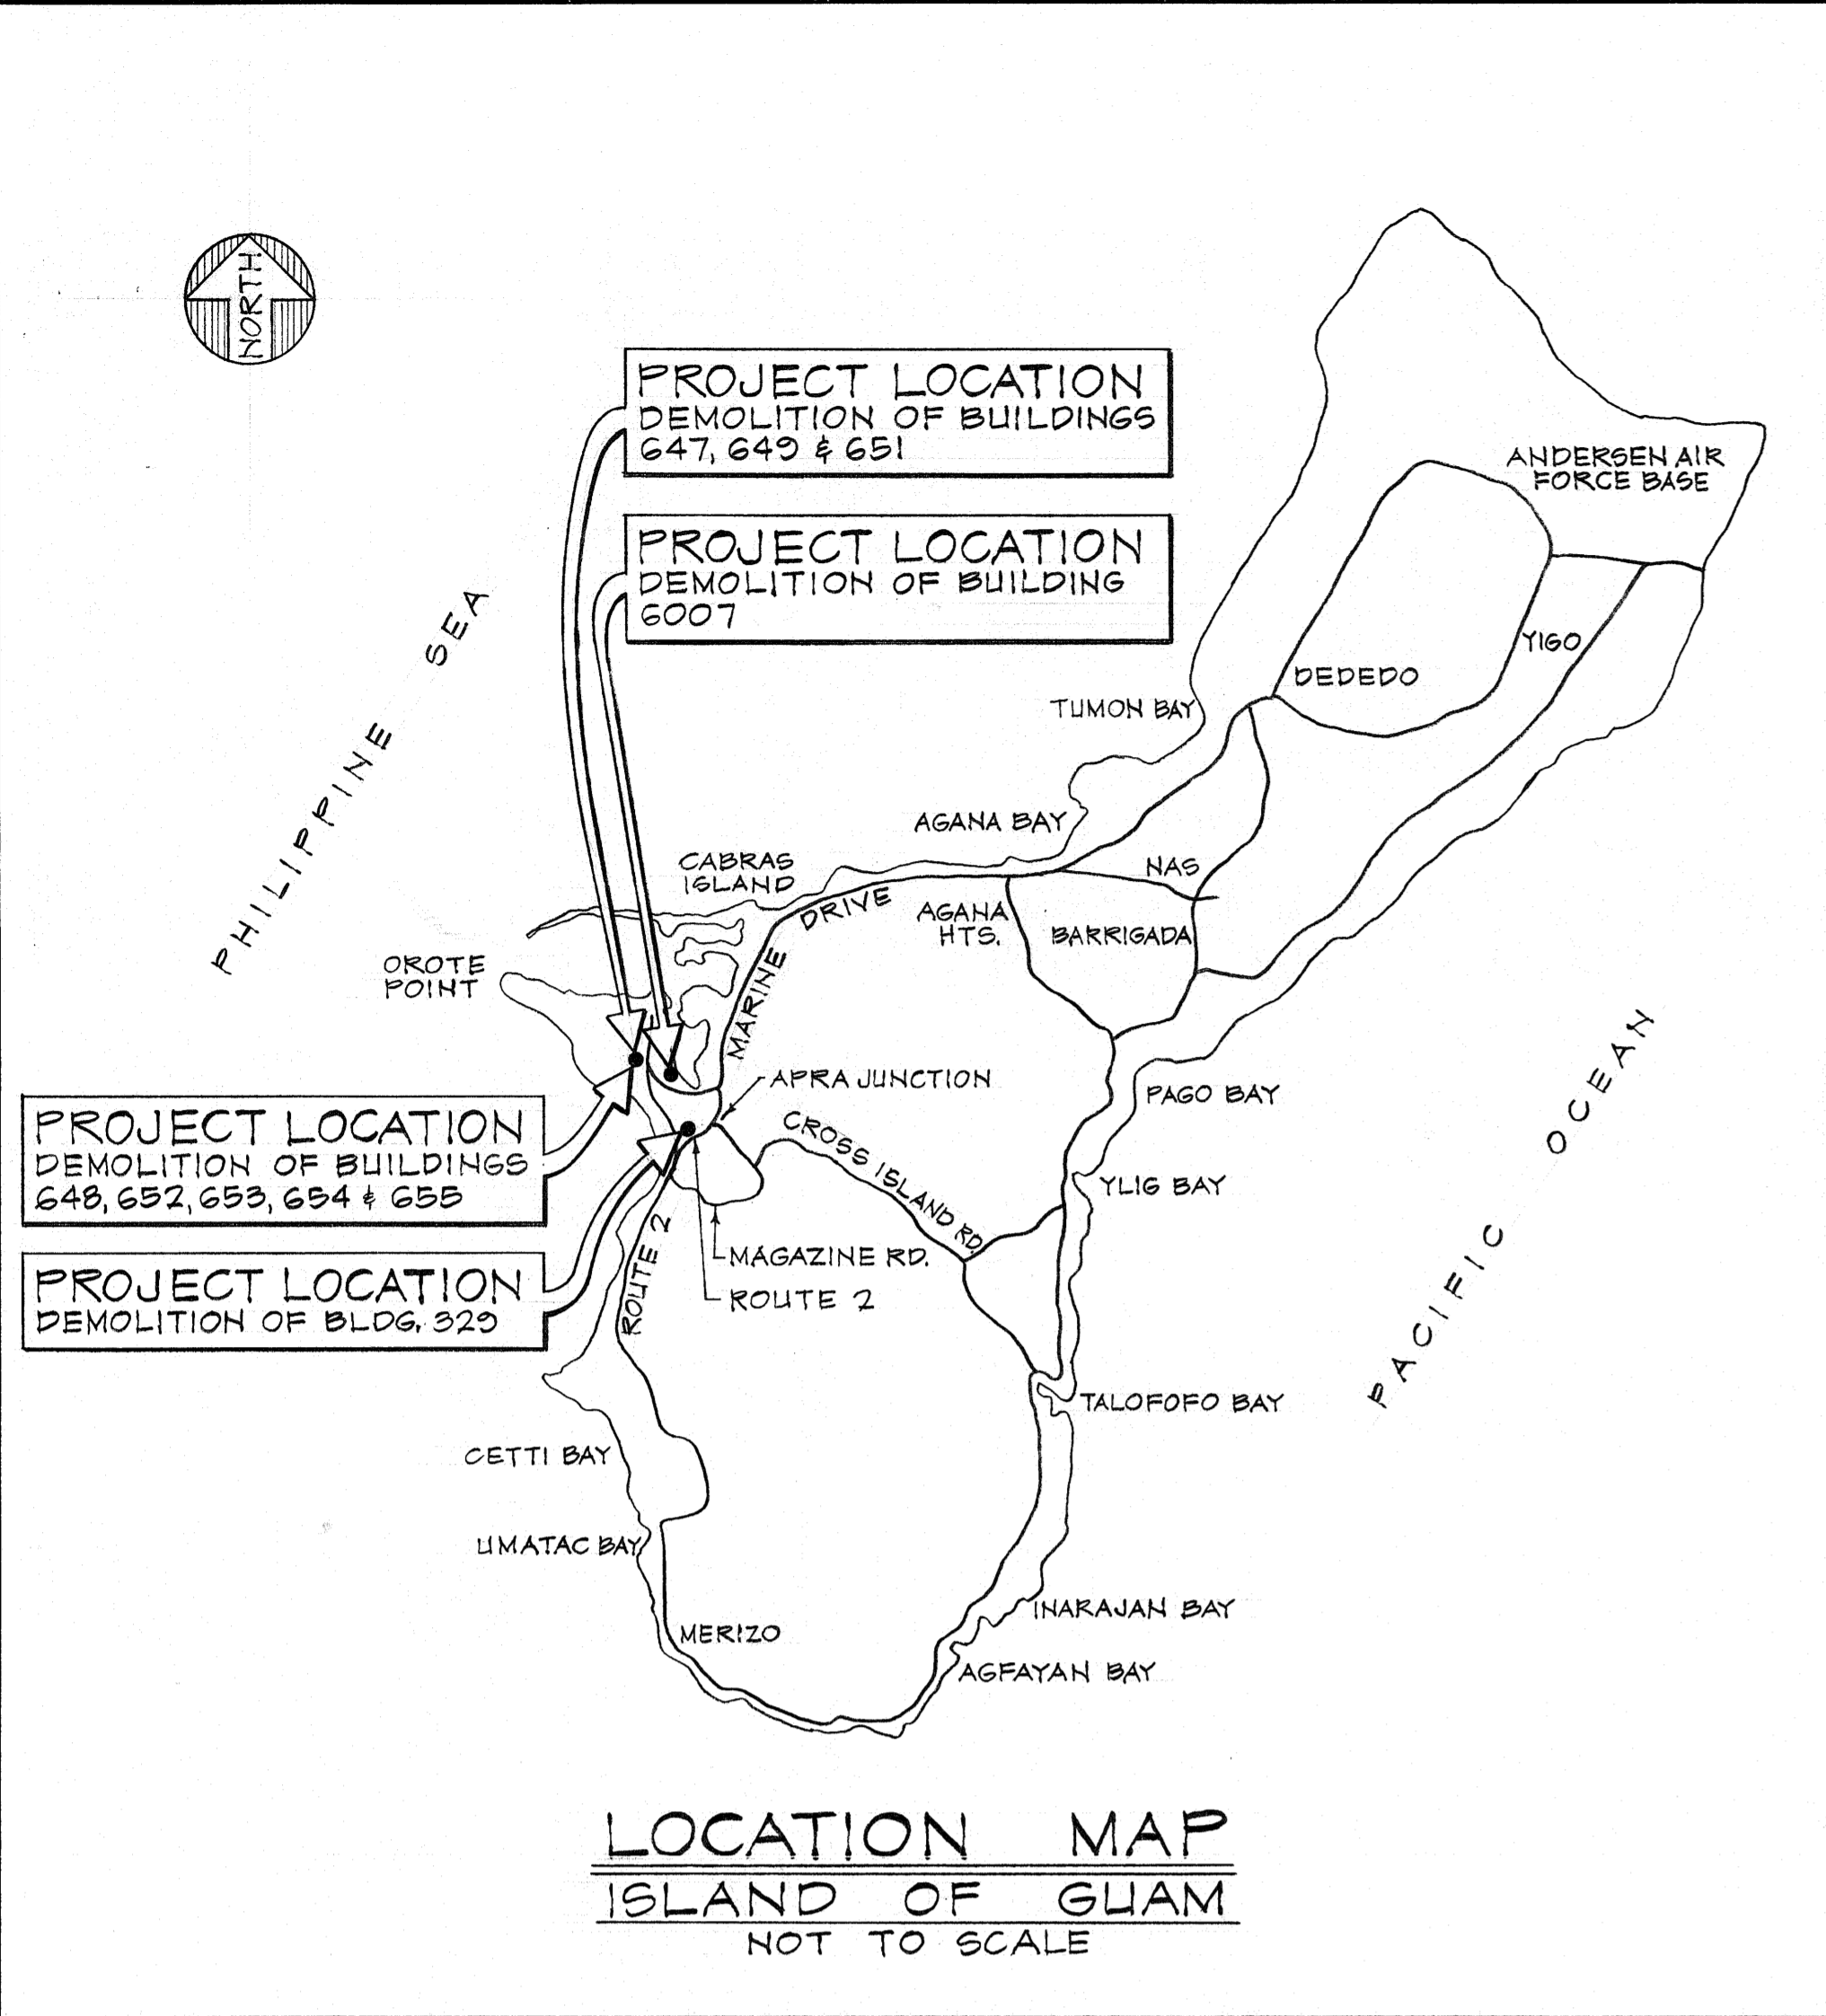 NORTH
PROJECT LOCATION
DEMOLITION OF BUILDINGS
647, 649 & 651
PROJECT LOCATION
DEMOLITION OF BUILDING
6007
ANDERSEN AIR
FORCE BASE
PHILIPPINE SEA
YIGO
DEDEDO
TUMON BAY
AGANA BAY
CABRAS
ISLAND
NAS
MARINE DRIVE
AGANA
HTS.
BARRIGADA
OROTE
POINT
APRA JUNCTION
PAGO BAY
PACIFIC OCEAN
PROJECT LOCATION
DEMOLITION OF BUILDINGS
648, 652, 653, 654 & 655
CROSS ISLAND RD.
YLIG BAY
PROJECT LOCATION
DEMOLITION OF BLDG. 329
ROUTE 2
MAGAZINE RD.
ROUTE 2
TALOFOFO BAY
CETTI BAY
UMATAC BAY
INARAJAN BAY
MERIZO
AGFAYAN BAY
LOCATION MAP
ISLAND OF GUAM
NOT TO SCALE